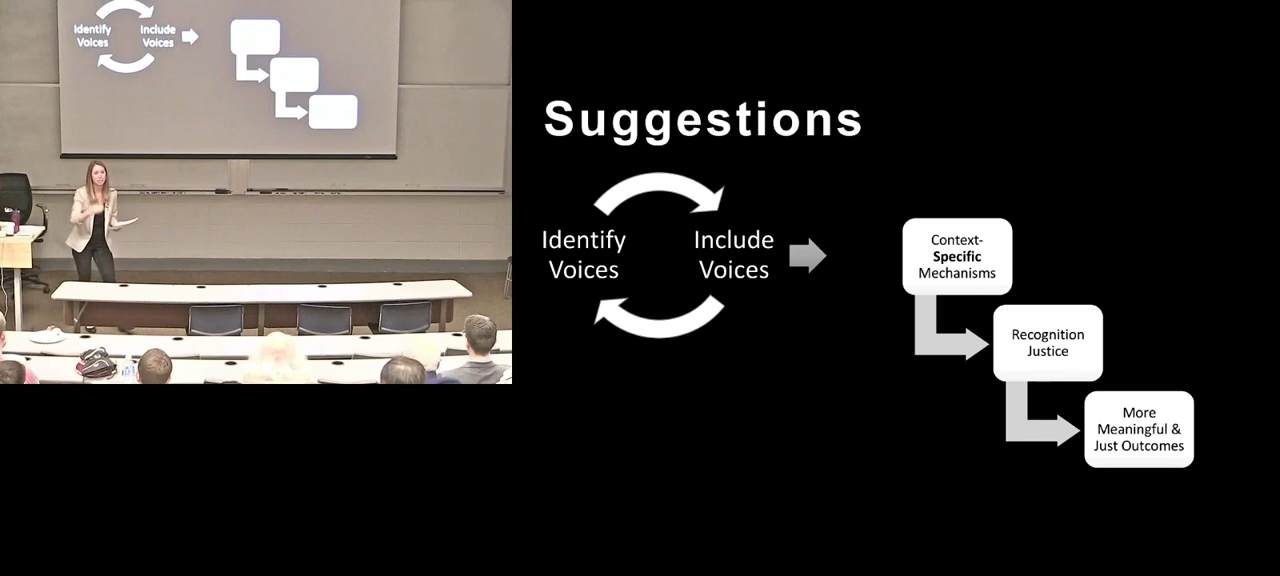 Identify
Voices
Include
Voices
Suggestions
Identify
Voices
Include
Voices
Context-
Specific
Mechanisms
Recognition
Justice
More
Meaningful &
Just Outcomes